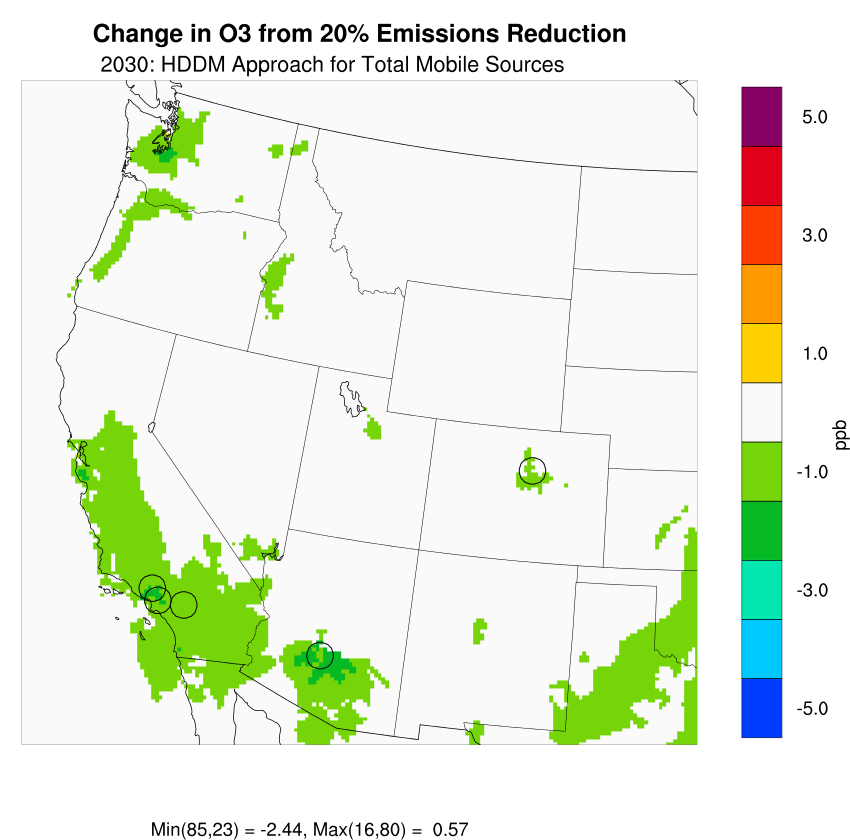 Change in O3 from 20% Emissions Reduction
2030: HDDM Approach for Total Mobile Sources
5.0
3.0
1.0
-1.0
-3.0
-5.0
ppb
Min(85,23) = -2.44, Max(16,80) = 0.57